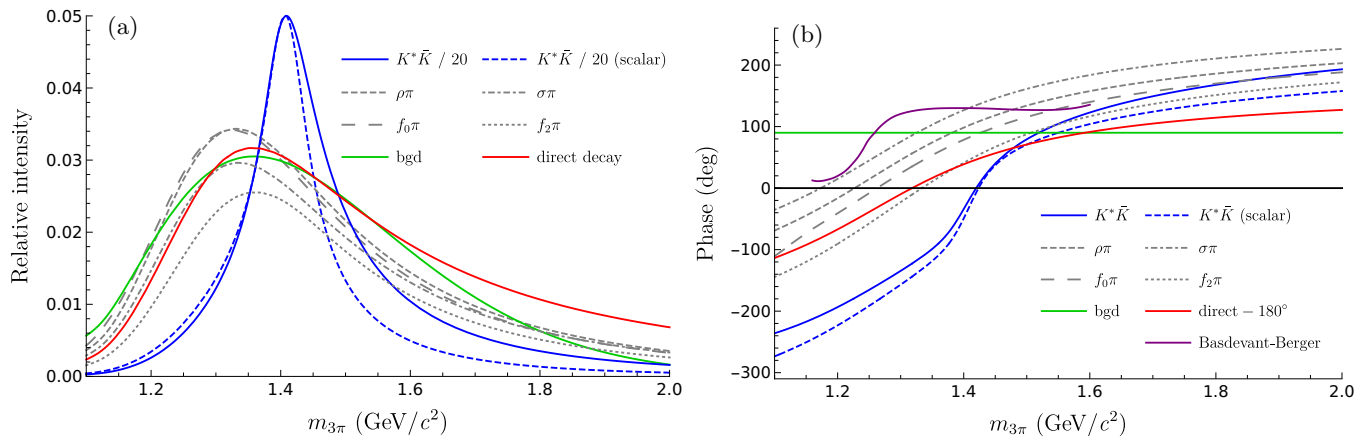 (a)
Relative intensity
0.05
0.04
0.03
0.02
0.01
0.00
K*K̄ / 20
K*K̄ / 20 (scalar)
ρπ
σπ
f₀π
f₂π
bgd
direct decay
1.2
1.4
1.6
1.8
2.0
m₃π (GeV/c²)
(b)
Phase (deg)
200
100
0
−100
−200
−300
K*K̄
K*K̄ (scalar)
ρπ
σπ
f₀π
f₂π
bgd
direct − 180°
Basdevant-Berger
1.2
1.4
1.6
1.8
2.0
m₃π (GeV/c²)